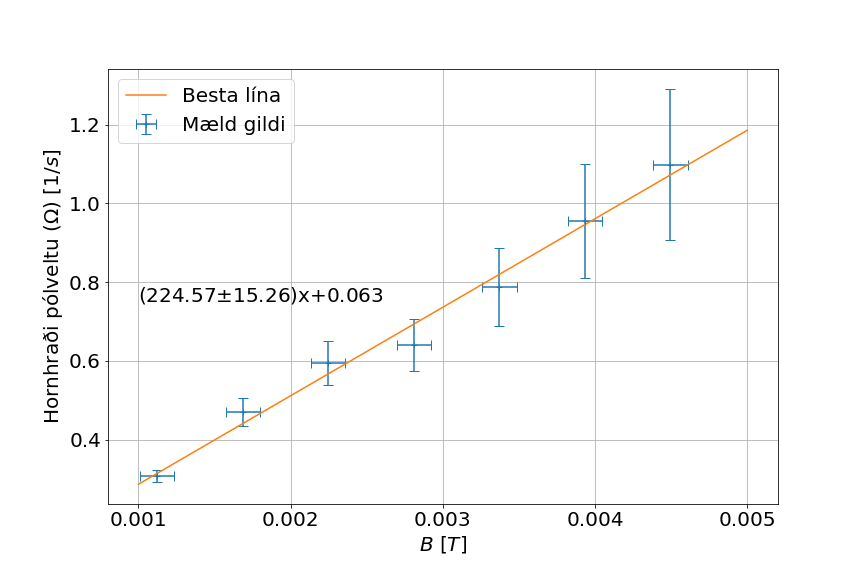 Besta lína
Mæld gildi
(224.57±15.26)x+0.063
Hornhraði pólveltu (Ω) [1/s]
1.2
1.0
0.8
0.6
0.4
0.001 0.002 0.003 0.004 0.005
B [T]